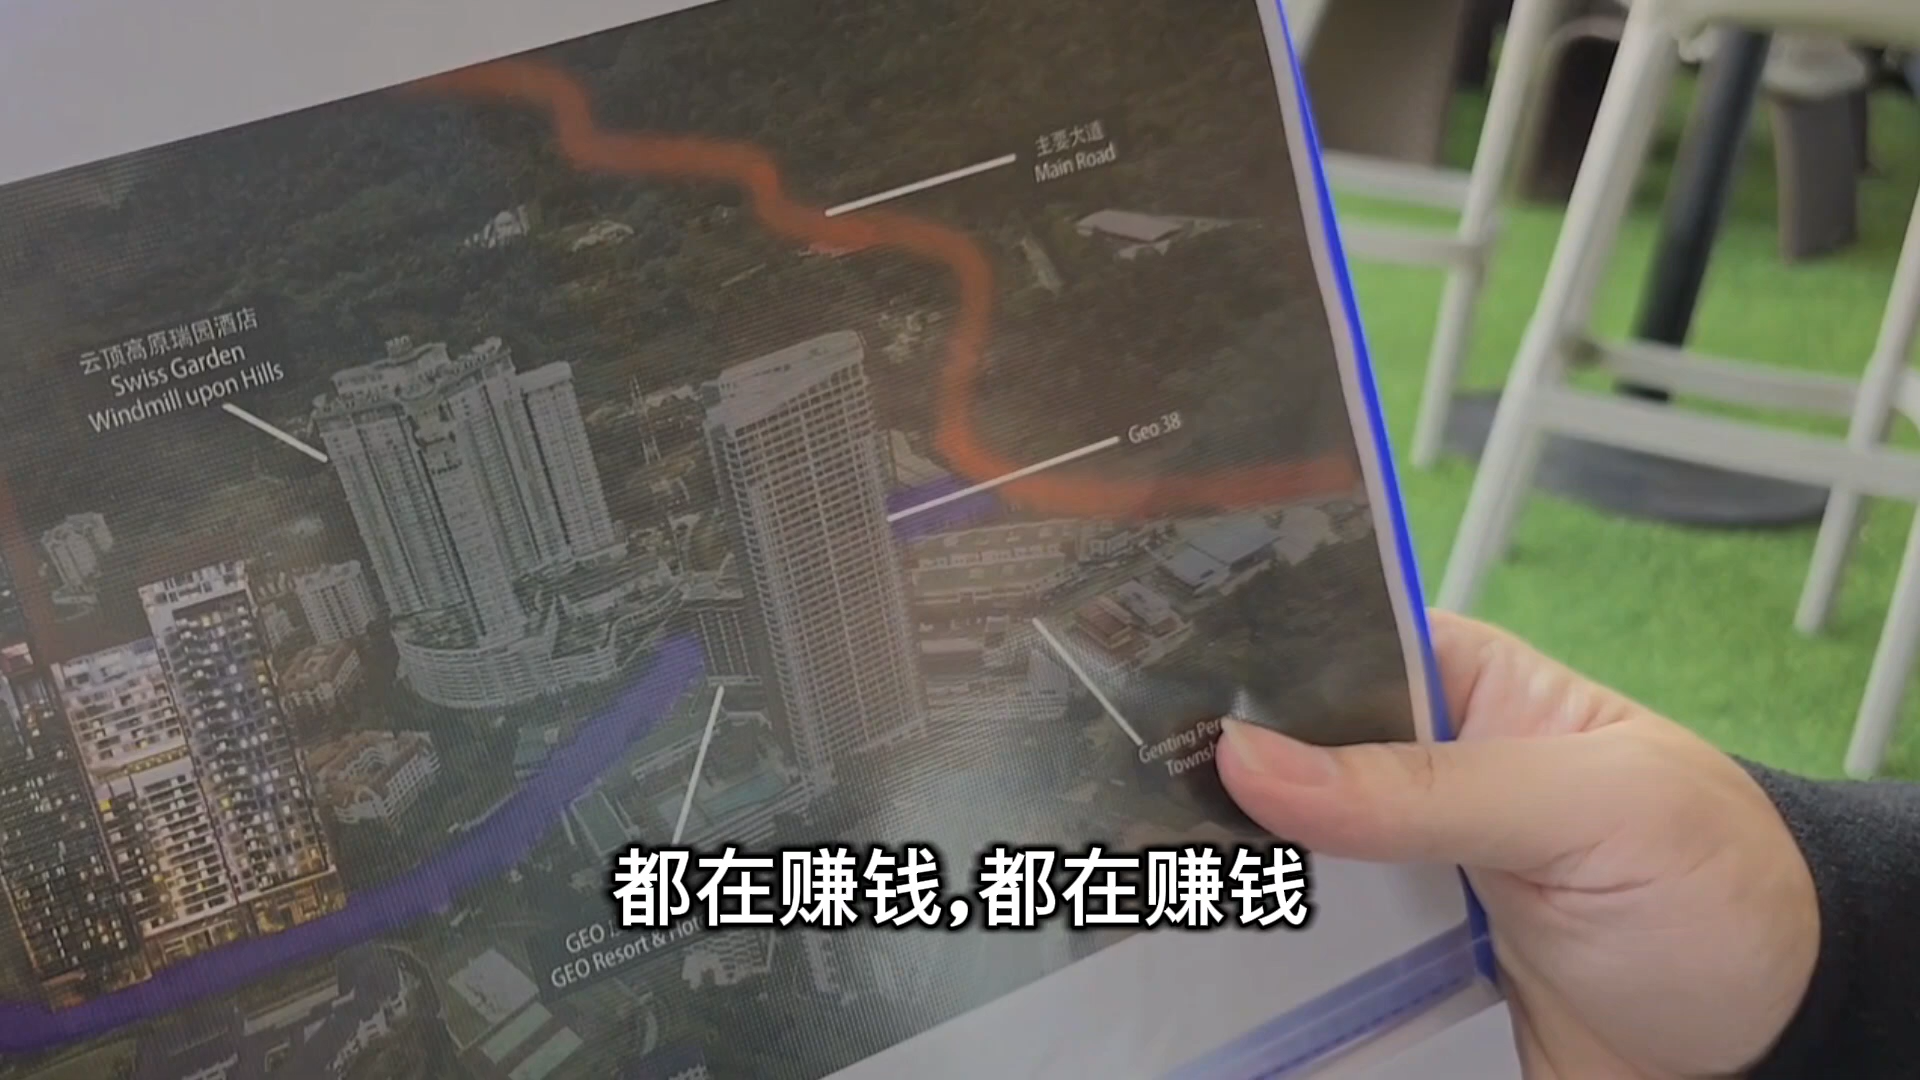 主要大道
Main Road
云顶高原瑞园酒店
Swiss Garden
Windmill upon Hills
Geo 38
Genting
GEO
GEO Resort &
都在赚钱,都在赚钱